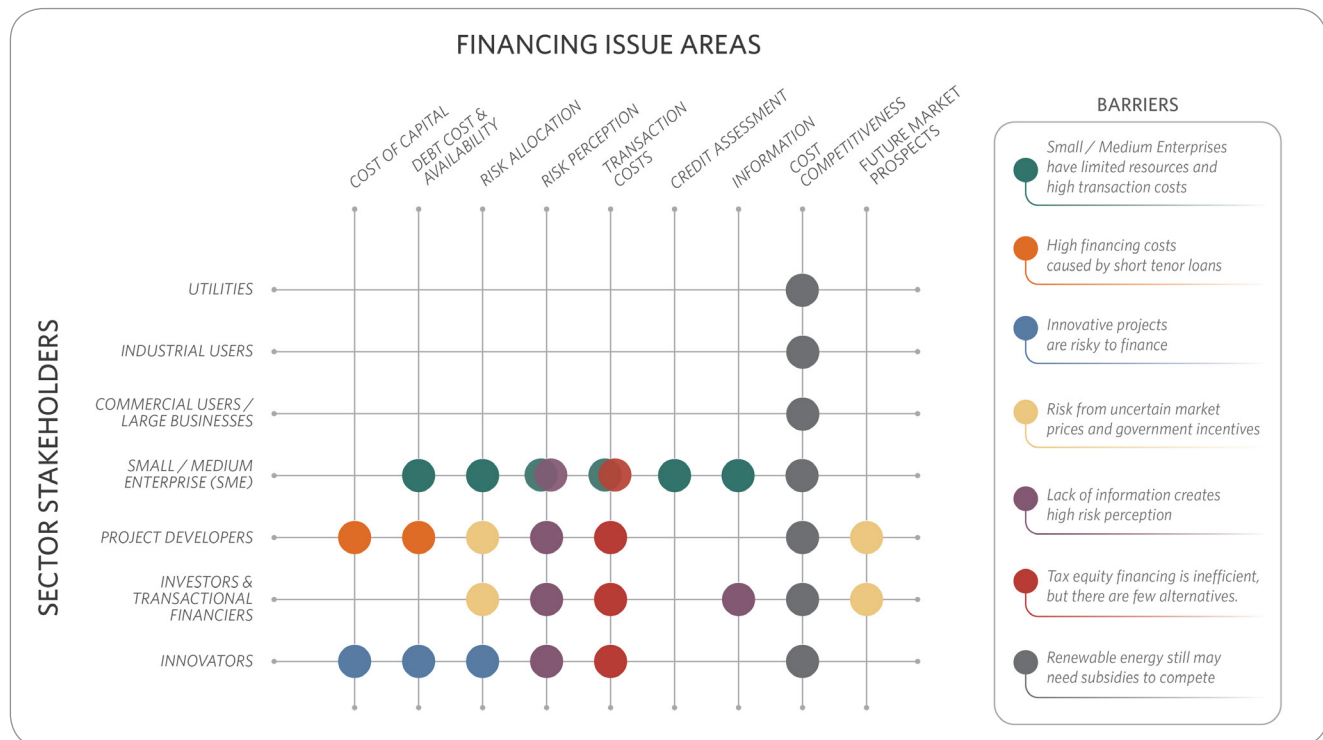 FINANCING ISSUE AREAS
COST OF CAPITAL
DEBT COST &
AVAILABILITY
RISK ALLOCATION
RISK PERCEPTION
TRANSACTION
COSTS
CREDIT ASSESSMENT
INFORMATION
COST
COMPETITIVENESS
FUTURE MARKET
PROSPECTS
SECTOR STAKEHOLDERS
UTILITIES
INDUSTRIAL USERS
COMMERCIAL USERS /
LARGE BUSINESSES
SMALL / MEDIUM
ENTERPRISE (SME)
PROJECT DEVELOPERS
INVESTORS &
TRANSACTIONAL
FINANCIERS
INNOVATORS
BARRIERS
Small / Medium Enterprises
have limited resources and
high transaction costs
High financing costs
caused by short tenor loans
Innovative projects
are risky to finance
Risk from uncertain market
prices and government incentives
Lack of information creates
high risk perception
Tax equity financing is inefficient,
but there are few alternatives.
Renewable energy still may
need subsidies to compete